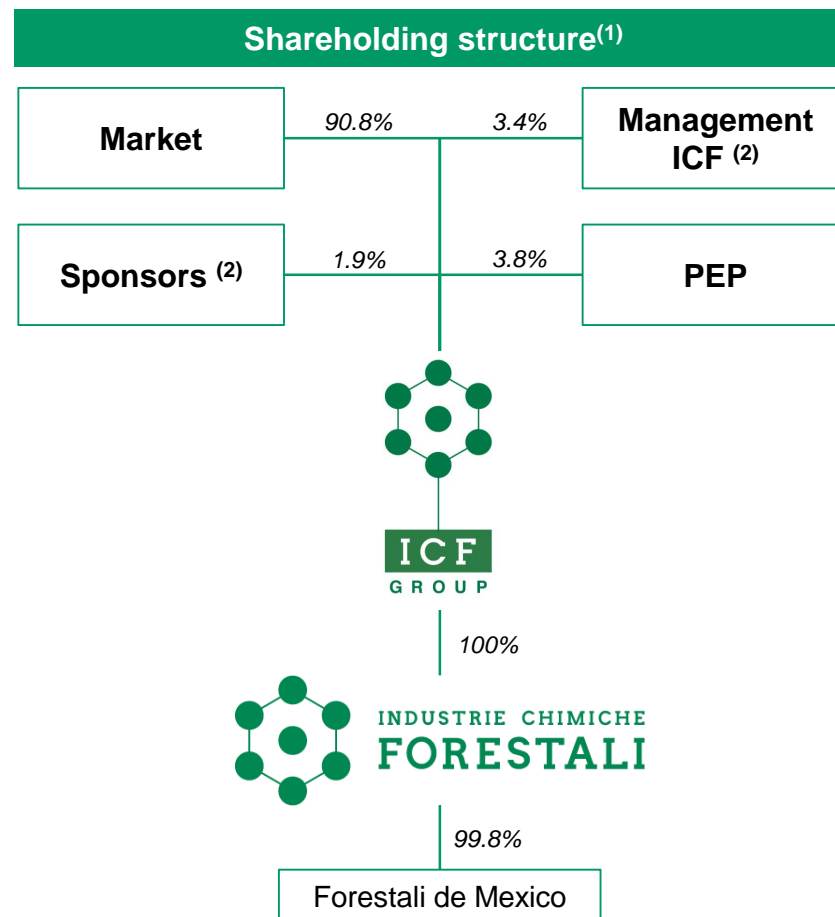 Shareholding structure(1)
Market
90.8%
3.4%
Management
ICF (2)
Sponsors (2)
1.9%
3.8%
PEP
ICF
GROUP
100%
INDUSTRIE CHIMICHE
FORESTALI
99.8%
Forestali de Mexico